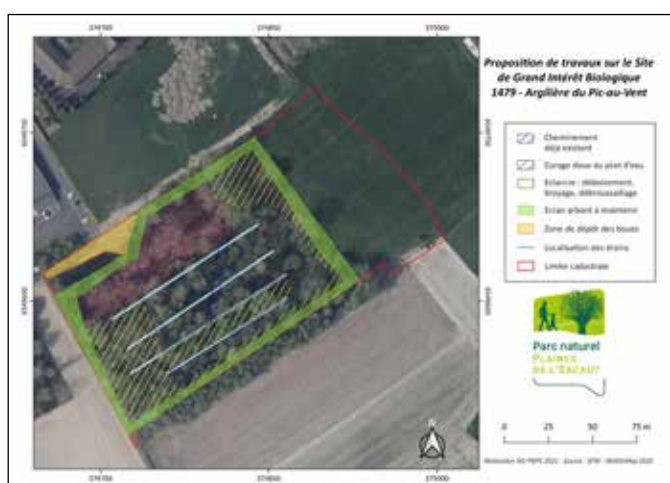 Proposition de travaux sur le Site
de Grand Intérêt Biologique
1479 - Argilière du Pic-au-Vent
Cheminement
déjà existent
Curage doux du plan d'eau
Eclaircie : déboisement,
broyage, débroussaillage
Ecran arboré à maintenir
Zone de dépôt des boues
Localisation des drains
Limite cadastrale
Parc naturel
PLAINES
DE L'ESCAUT
N
0 25 50 75 m